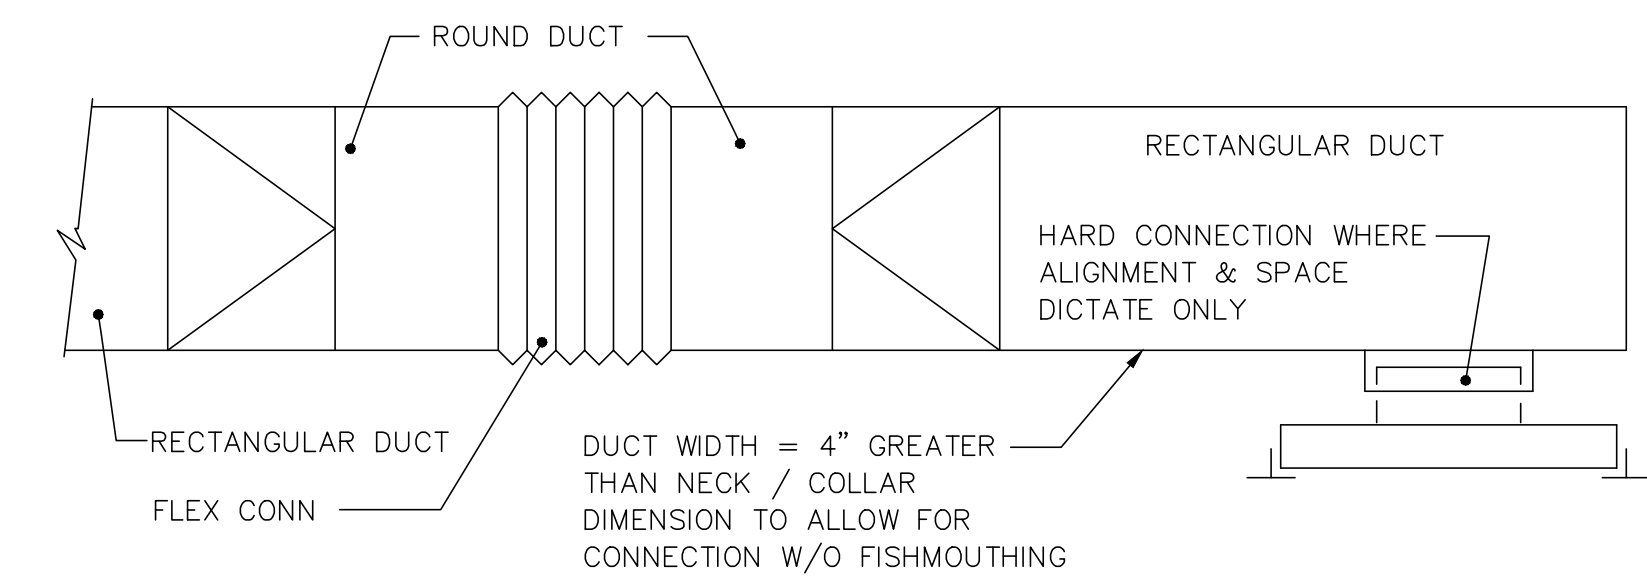 ROUND DUCT
RECTANGULAR DUCT
HARD CONNECTION WHERE
ALIGNMENT & SPACE
DICTATE ONLY
RECTANGULAR DUCT
FLEX CONN
DUCT WIDTH = 4” GREATER
THAN NECK / COLLAR
DIMENSION TO ALLOW FOR
CONNECTION W/O FISHMOUTHING